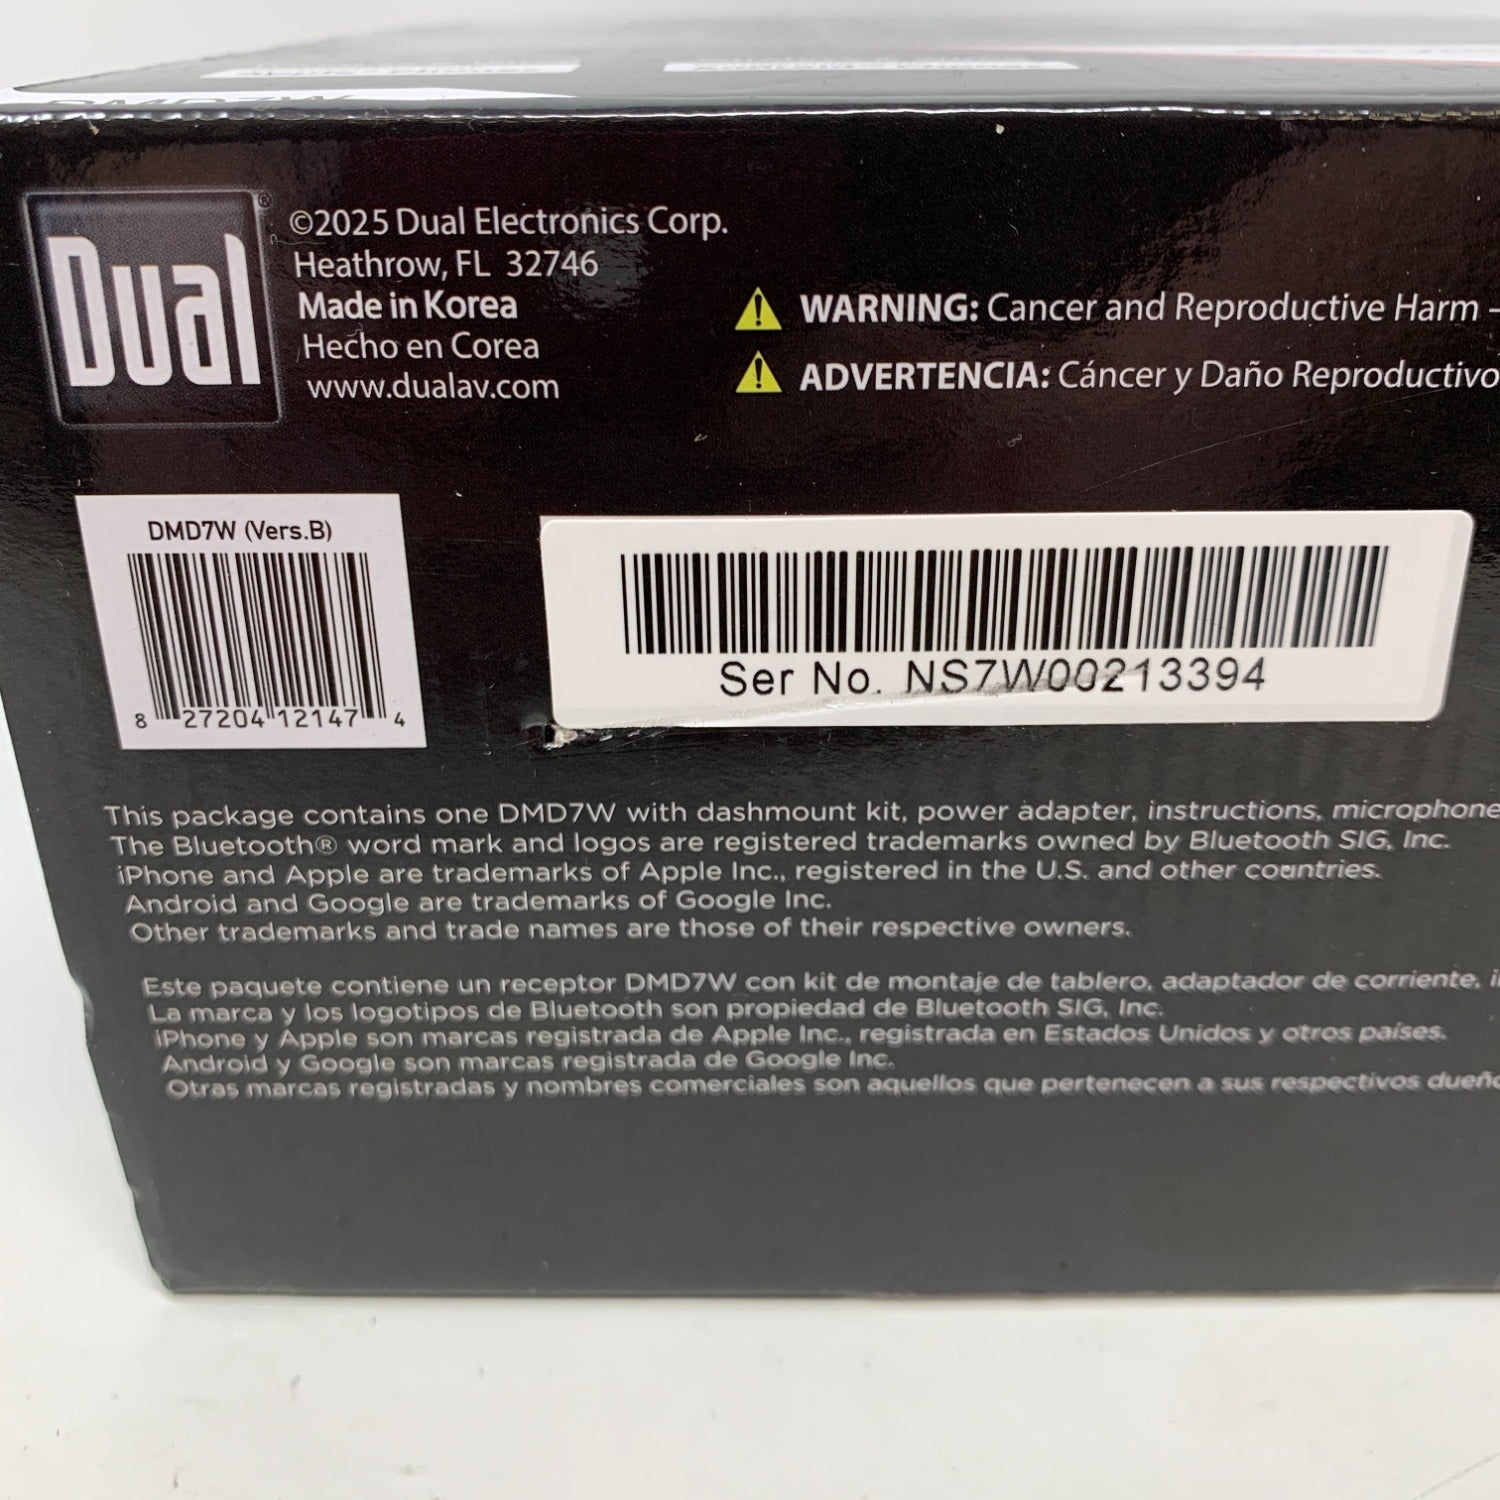 DMD7W
Dual®
©2025 Dual Electronics Corp.
Heathrow, FL 32746
Made in Korea
Hecho en Corea
www.dualav.com
WARNING: Cancer and Reproductive Harm –
ADVERTENCIA: Cáncer y Daño Reproductivo
DMD7W (Vers.B)
8 27204 12147 4
Ser No. NS7W00213394
This package contains one DMD7W with dashmount kit, power adapter, instructions, microphone
The Bluetooth® word mark and logos are registered trademarks owned by Bluetooth SIG, Inc.
iPhone and Apple are trademarks of Apple Inc., registered in the U.S. and other countries.
Android and Google are trademarks of Google Inc.
Other trademarks and trade names are those of their respective owners.
Este paquete contiene un receptor DMD7W con kit de montaje de tablero, adaptador de corriente,
La marca y los logotipos de Bluetooth son propiedad de Bluetooth SIG, Inc.
iPhone y Apple son marcas registrada de Apple Inc., registrada en Estados Unidos y otros países.
Android y Google son marcas registrada de Google Inc.
Otras marcas registradas y nombres comerciales son aquellos que pertenecen a sus respectivos dueño